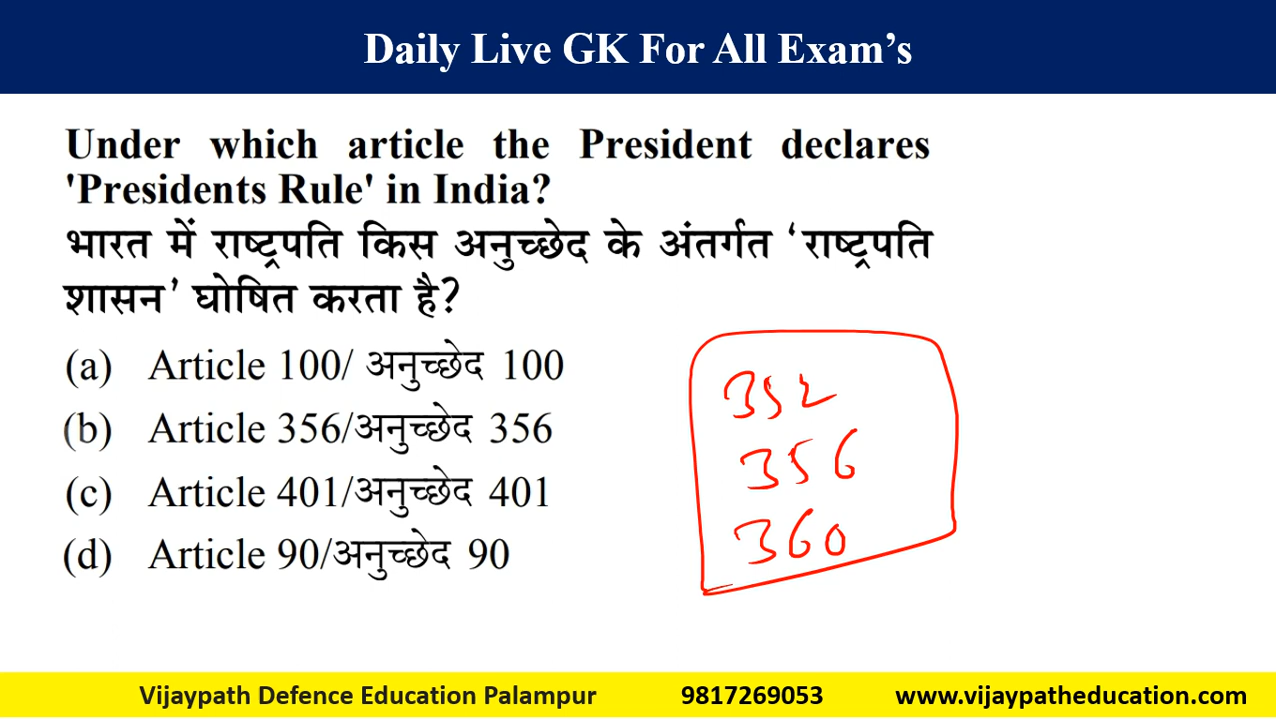 Daily Live GK For All Exam's
Under which article the President declares
'Presidents Rule' in India?
भारत में राष्ट्रपति किस अनुच्छेद के अंतर्गत 'राष्ट्रपति
शासन' घोषित करता है?
(a) Article 100/ अनुच्छेद 100
(b) Article 356/अनुच्छेद 356
(c) Article 401/अनुच्छेद 401
(d) Article 90/अनुच्छेद 90
352
356
360
Vijaypath Defence Education Palampur 9817269053 www.vijaypatheducation.com